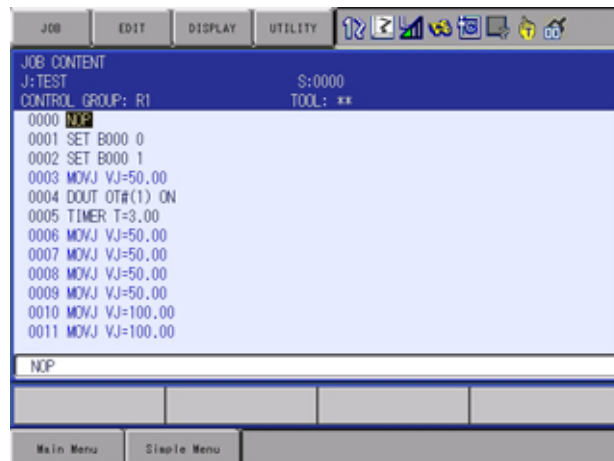 JOB EDIT DISPLAY UTILITY
JOB CONTENT
J:TEST S:0000
CONTROL GROUP: R1 TOOL: **
0000 NOP
0001 SET B000 0
0002 SET B000 1
0003 MOVJ VJ=50.00
0004 DOUT OT#(1) ON
0005 TIMER T=3.00
0006 MOVJ VJ=50.00
0007 MOVJ VJ=50.00
0008 MOVJ VJ=50.00
0009 MOVJ VJ=50.00
0010 MOVJ VJ=100.00
0011 MOVJ VJ=100.00
NOP
Main Menu Simple Menu